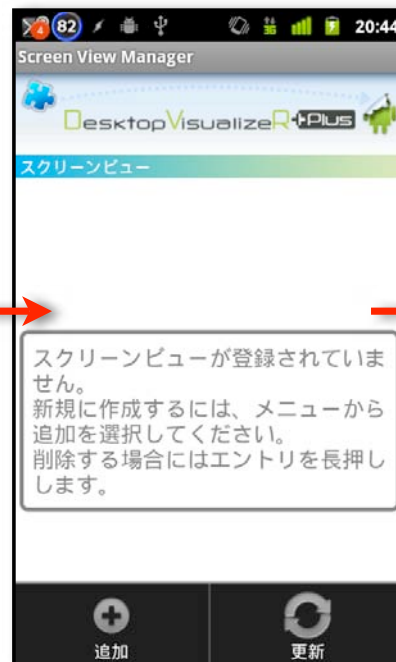 4
82
3G
20:44
Screen View Manager
DesktopVisualizeR+Plus
スクリーンビュー
スクリーンビューが登録されていま
せん。
新規に作成するには、メニューから
追加を選択してください。
削除する場合にはエントリを長押し
します。
追加
更新